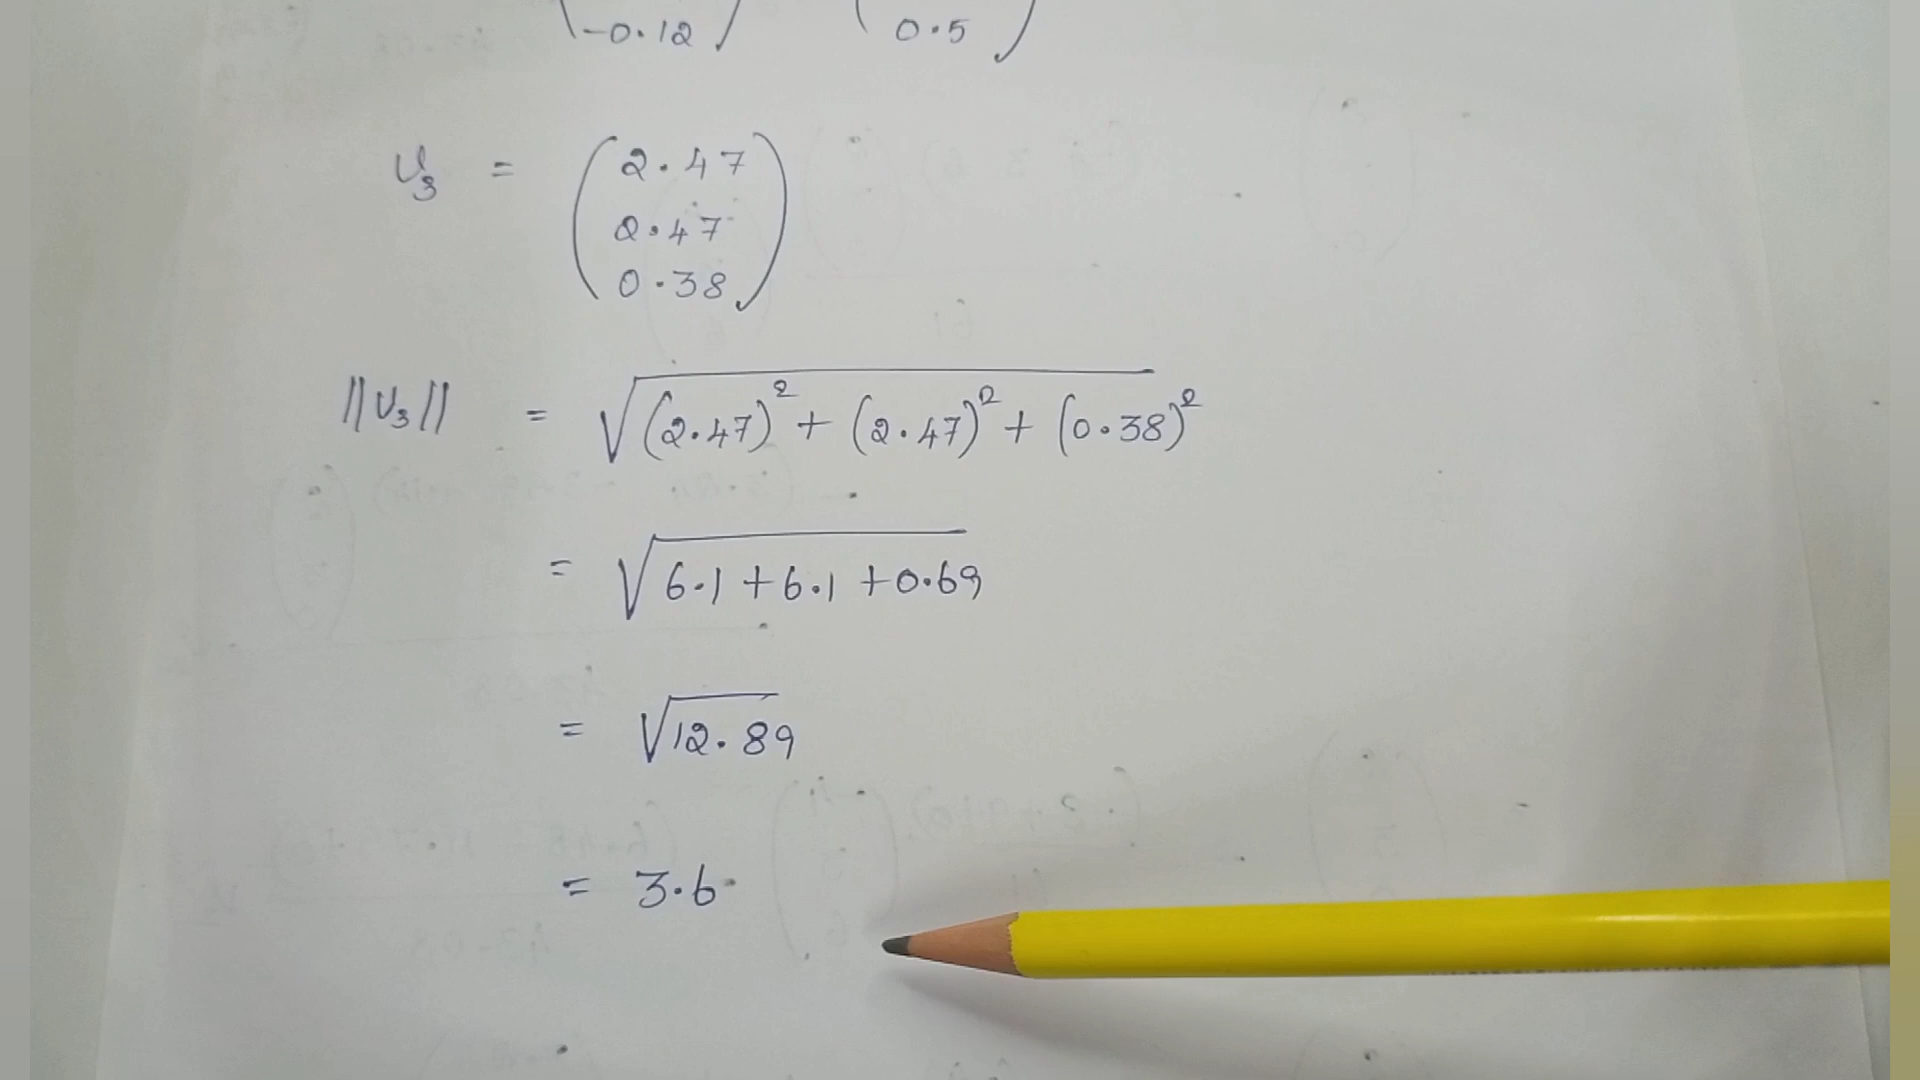 -0.12 0.5
U₃ = (2.47
2.47
0.38)
||U₃|| = √(2.47)² + (2.47)² + (0.38)²
= √6.1 + 6.1 + 0.69
= √12.89
= 3.6